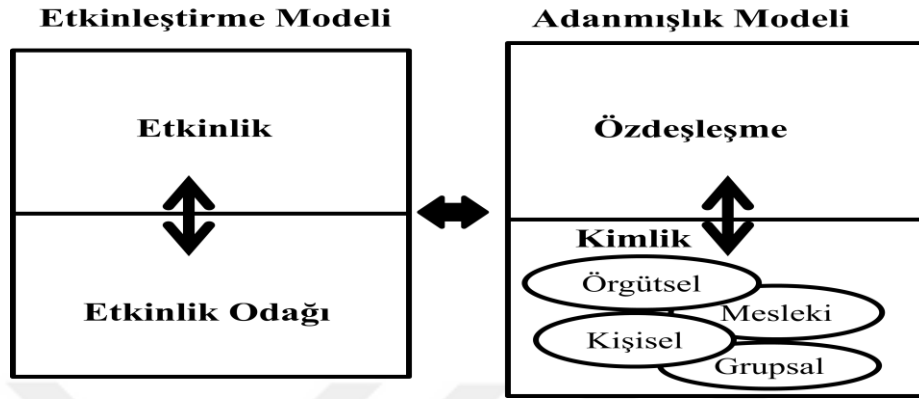 Etkinleştirme Modeli
Etkinlik
Etkinlik Odağı
Adanmışlık Modeli
Özdeşleşme
Kimlik
Örgütsel
Mesleki
Kişisel
Grupsal